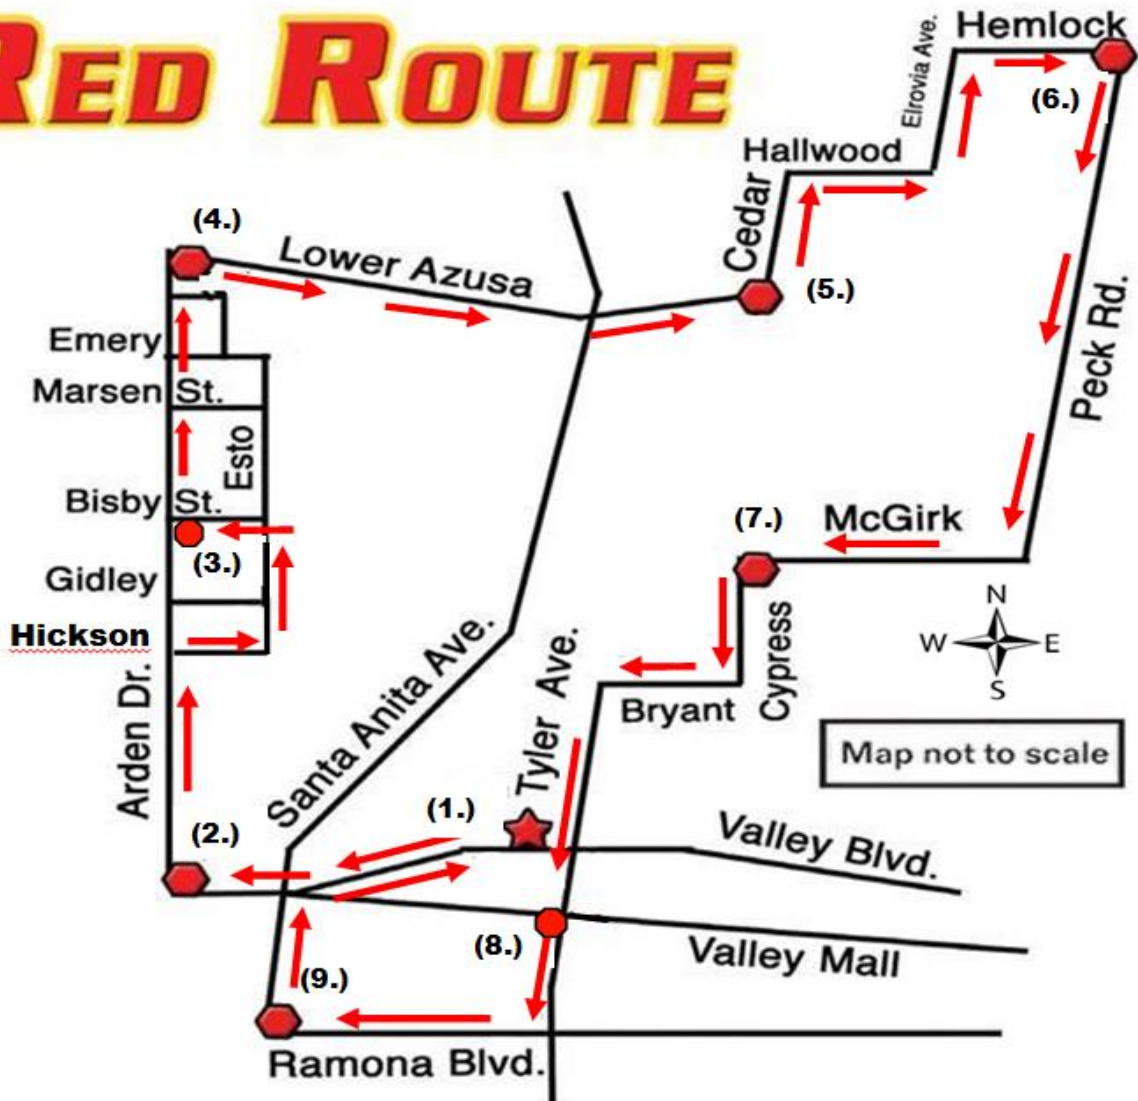 RED ROUTE
Hemlock
Elrovia Ave.
(6.)
Hallwood
Cedar
(4.)
Lower Azusa
(5.)
Emery
Marsen St.
Esto
Bisby St.
(3.)
Gidley
Hickson
Arden Dr.
Peck Rd.
(7.)
McGirk
N
W
E
S
Cypress
Bryant
Santa Anita Ave.
Tyler Ave.
Map not to scale
(1.)
(2.)
Valley Blvd.
(8.)
Valley Mall
(9.)
Ramona Blvd.